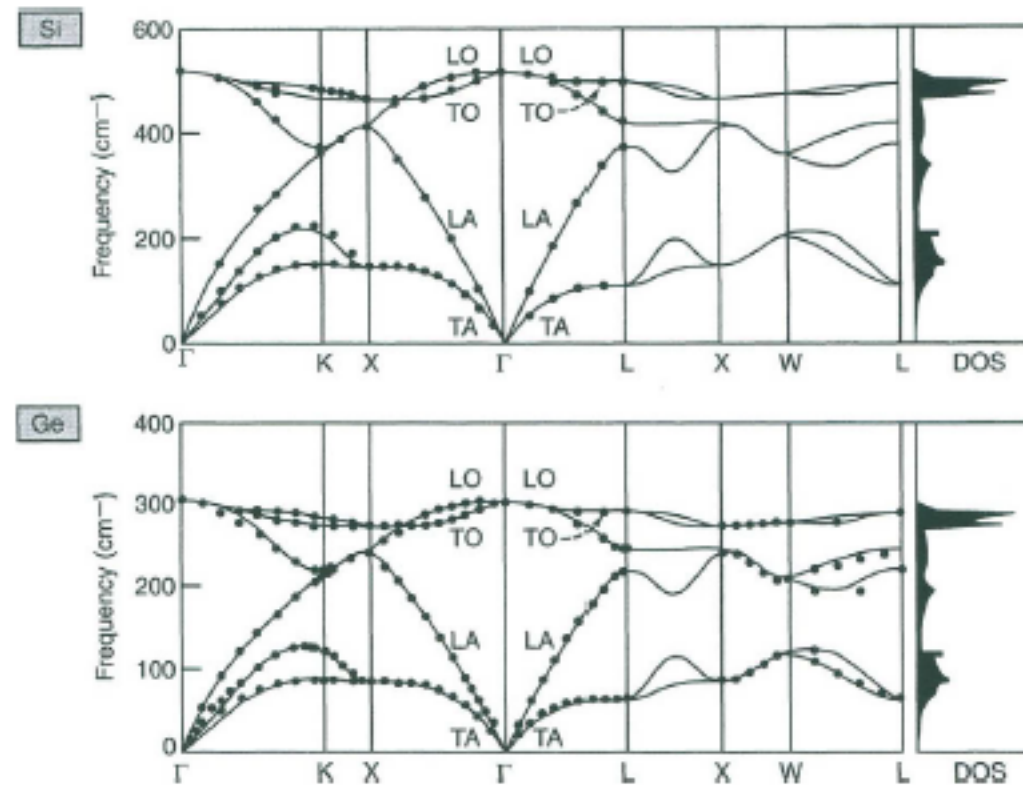 Si
600
400
200
0
Frequency (cm⁻¹)
LO
LO
TO
TO
LA
LA
TA
TA
Γ K X Γ L X W L DOS
Ge
400
300
200
100
0
Frequency (cm⁻¹)
LO
LO
TO
TO
LA
LA
TA
TA
Γ K X Γ L X W L DOS